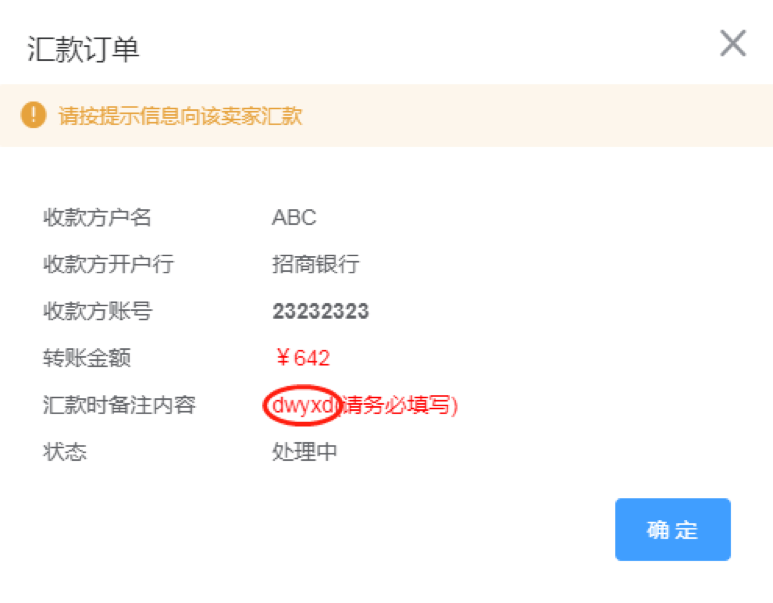 汇款订单
请按提示信息向该卖家汇款
收款方户名 ABC
收款方开户行 招商银行
收款方账号 23232323
转账金额 ￥642
汇款时备注内容 dwyxd(请务必填写)
状态 处理中
确 定